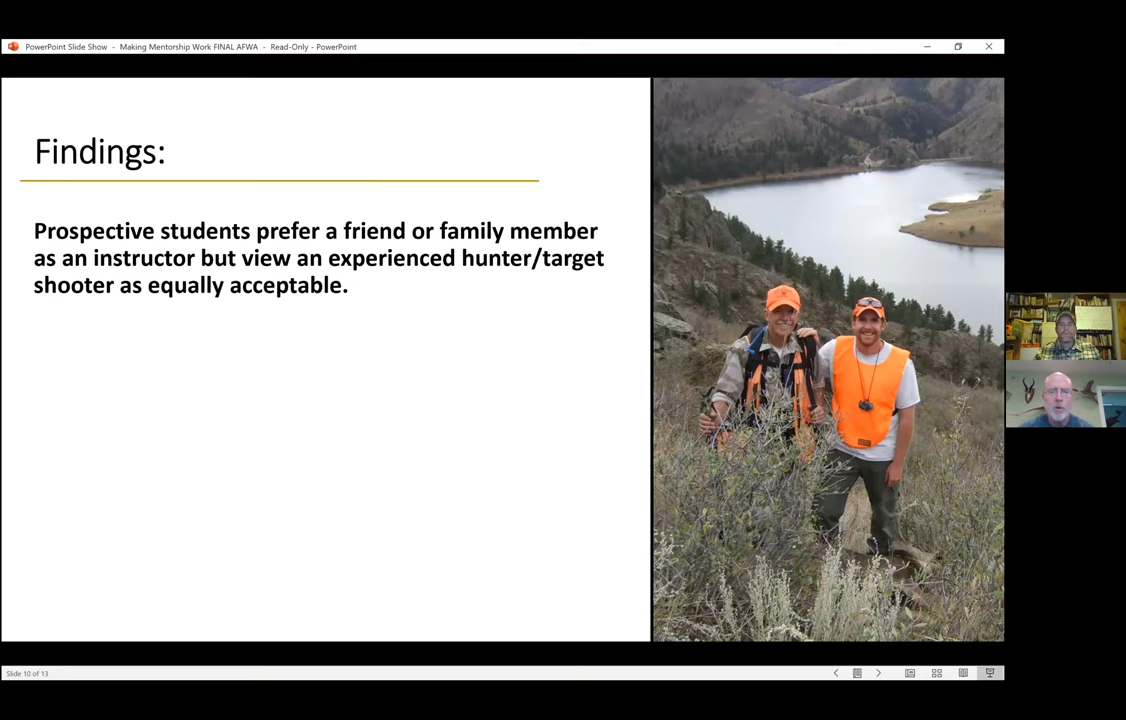 PowerPoint Slide Show - Making Mentorship Work FINAL AFWA - Read-Only - PowerPoint
Findings:
Prospective students prefer a friend or family member
as an instructor but view an experienced hunter/target
shooter as equally acceptable.
Slide 10 of 13